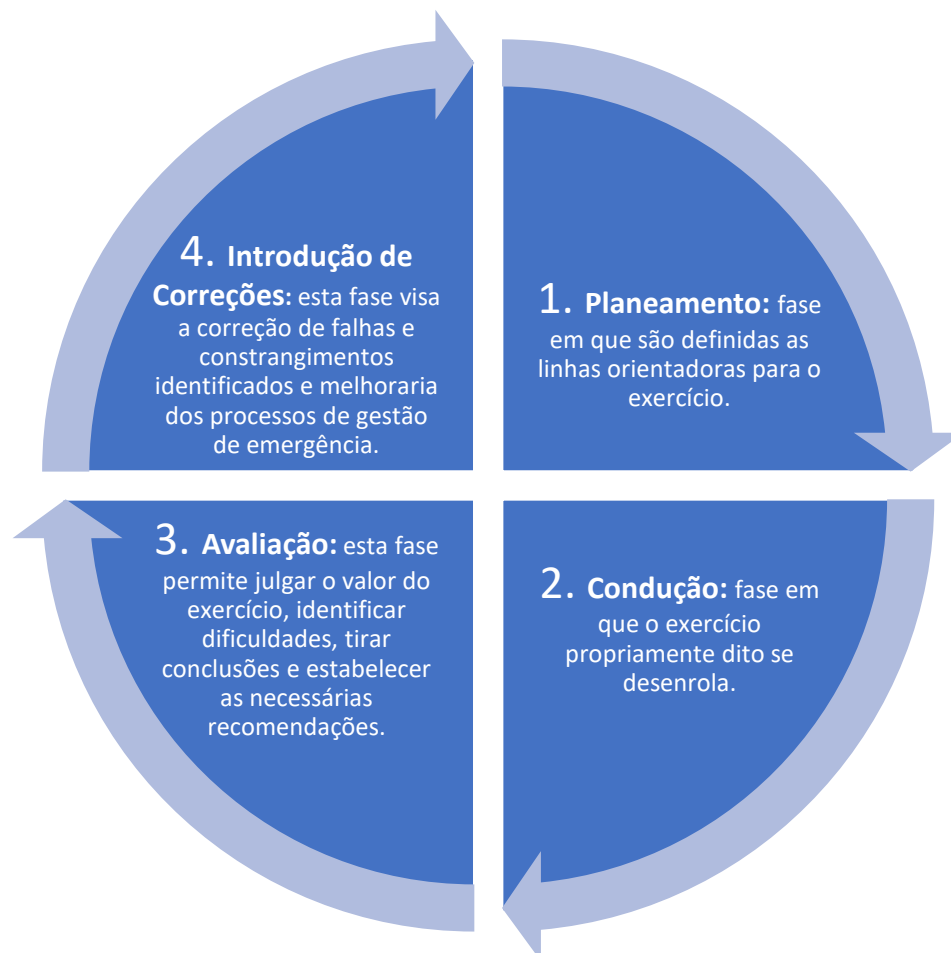 1. Planeamento: fase
em que são definidas as
linhas orientadoras para o
exercício.
2. Condução: fase em
que o exercício
propriamente dito se
desenrola.
3. Avaliação: esta fase
permite julgar o valor do
exercício, identificar
dificuldades, tirar
conclusões e estabelecer
as necessárias
recomendações.
4. Introdução de
Correções: esta fase visa
a correção de falhas e
constrangimentos
identificados e melhoraria
dos processos de gestão
de emergência.